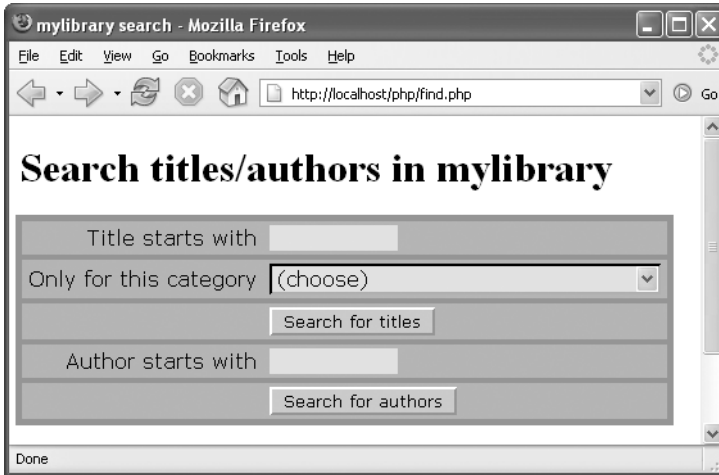 mylibrary search - Mozilla Firefox
File Edit View Go Bookmarks Tools Help
http://localhost/php/find.php Go
Search titles/authors in mylibrary
Title starts with
Only for this category (choose)
Search for titles
Author starts with
Search for authors
Done